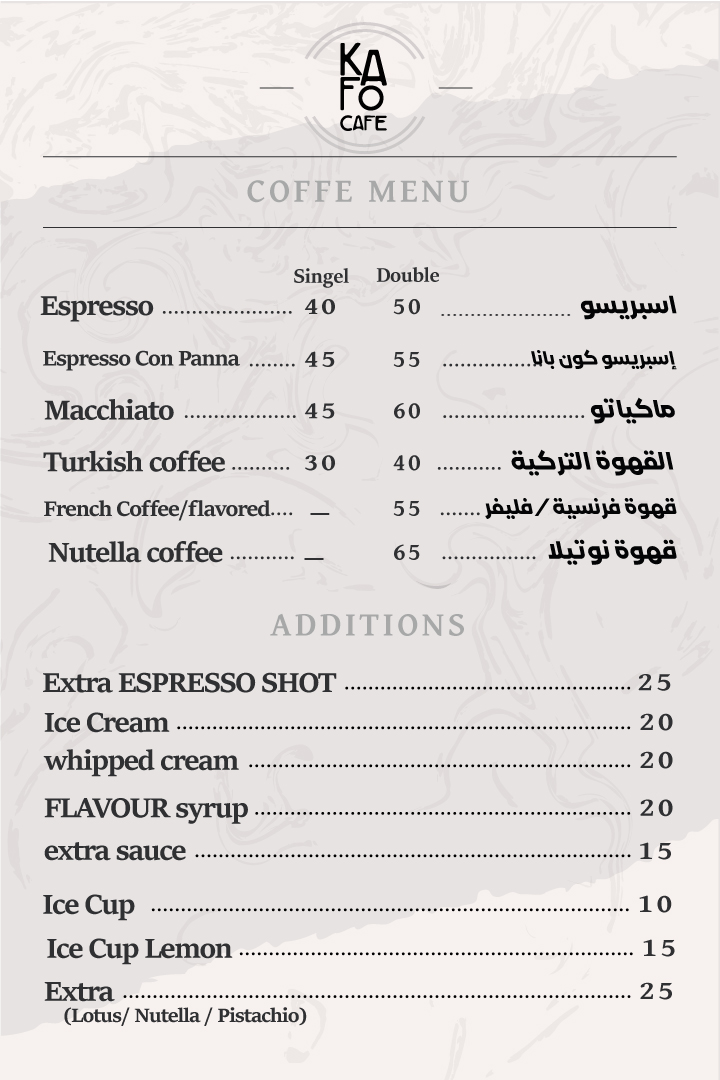 KA
FO
CAFE
COFFE MENU
Singel Double
Espresso ........................ 40 50 ........................ اسبريسو
Espresso Con Panna ........ 45 55 ................ إسبريسو كون بانا
Macchiato .................... 45 60 ......................... ماكياتو
Turkish coffee .......... 30 40 ........... القهوة التركية
French Coffee/flavored.... — 55 ....... قهوة فرنسية / فليفر
Nutella coffee ........... — 65 ................ قهوة نوتيلا
ADDITIONS
Extra ESPRESSO SHOT ........................ 25
Ice Cream ........................ 20
whipped cream ........................ 20
FLAVOUR syrup ........................ 20
extra sauce ........................ 15
Ice Cup ........................ 10
Ice Cup Lemon ........................ 15
Extra ........................ 25
(Lotus/ Nutella / Pistachio)